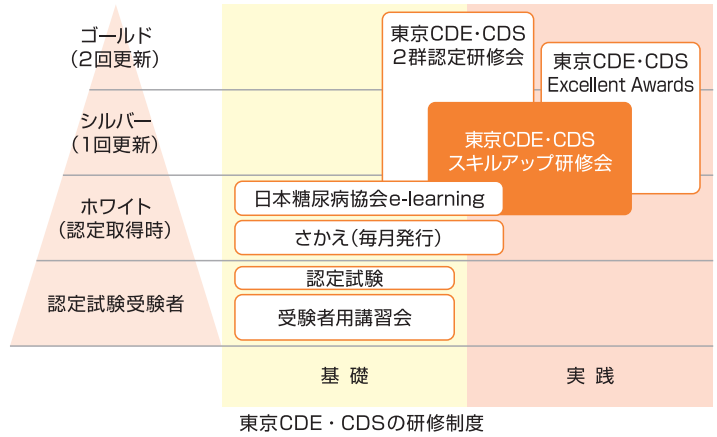 ゴールド
(2回更新)
シルバー
(1回更新)
ホワイト
(認定取得時)
認定試験受験者
東京CDE・CDS
2群認定研修会
東京CDE・CDS
Excellent Awards
東京CDE・CDS
スキルアップ研修会
日本糖尿病協会e-learning
さかえ(毎月発行)
認定試験
受験者用講習会
基 礎
実 践
東京CDE・CDSの研修制度